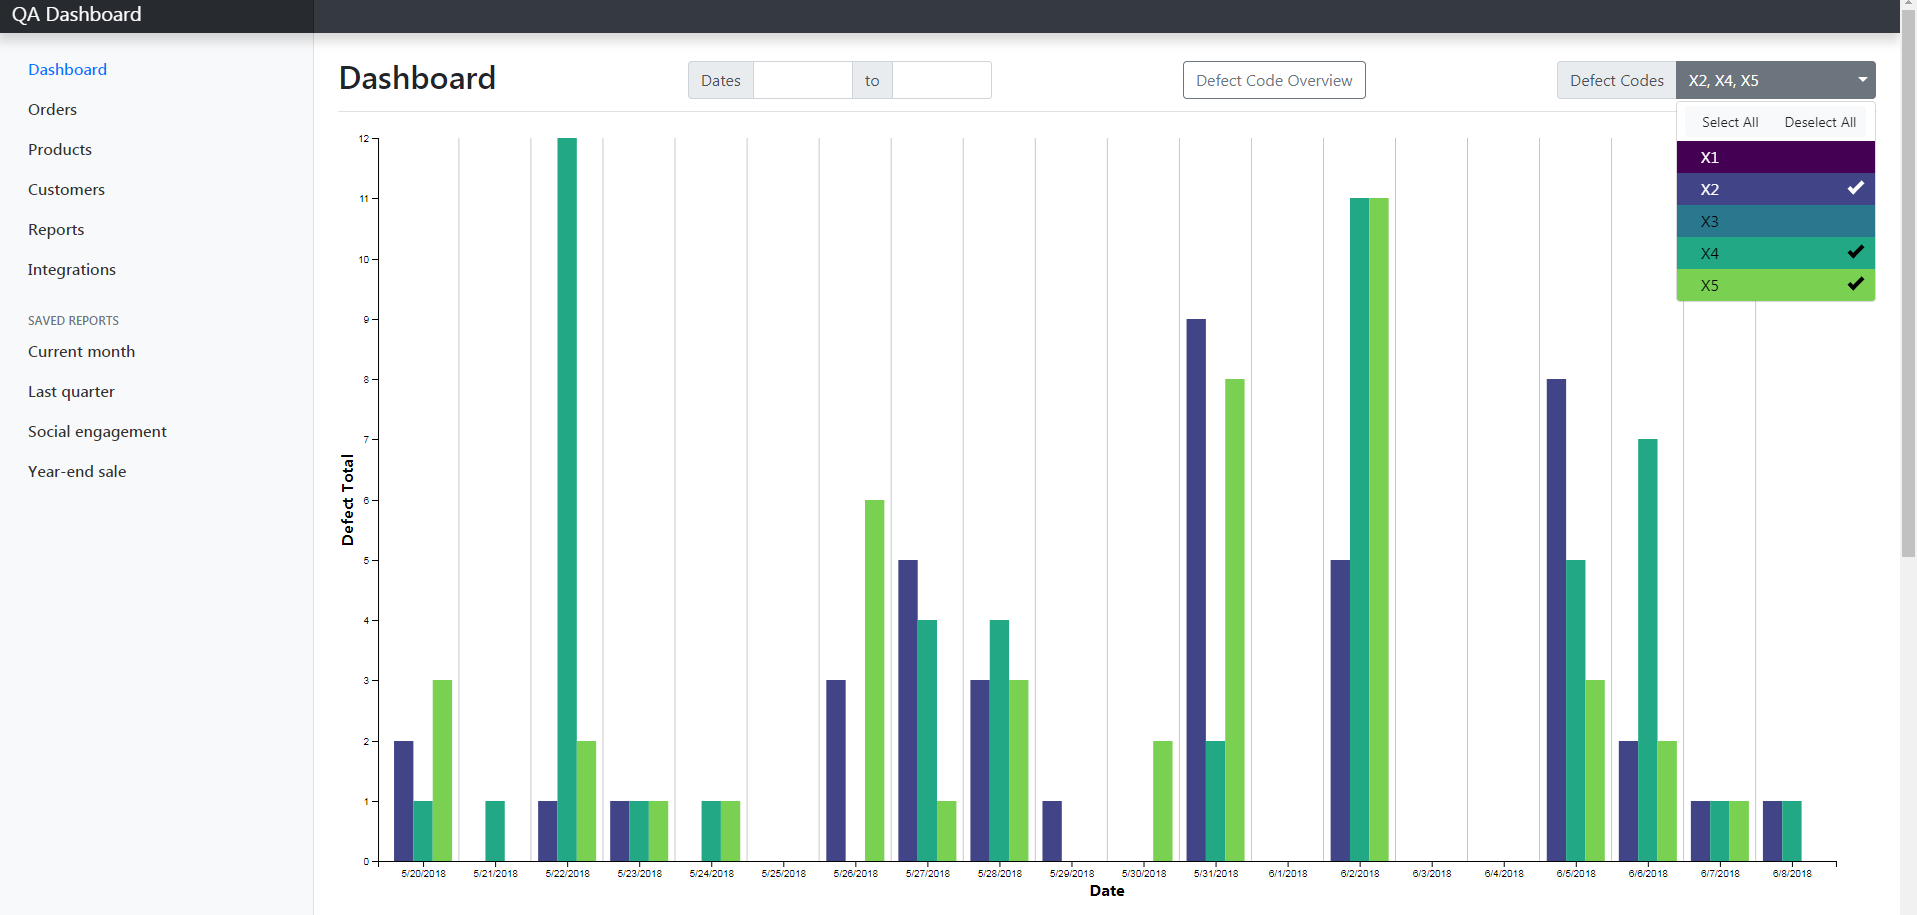 QA Dashboard
Dashboard
Orders
Products
Customers
Reports
Integrations
SAVED REPORTS
Current month
Last quarter
Social engagement
Year-end sale
Dashboard
Dates to
Defect Code Overview
Defect Codes X2, X4, X5
Select All Deselect All
X1
X2
X3
X4
X5
12
11
10
9
8
7
6
5
4
3
2
1
0
Defect Total
5/20/2018 5/21/2018 5/22/2018 5/23/2018 5/24/2018 5/25/2018 5/26/2018 5/27/2018 5/28/2018 5/29/2018 5/30/2018 5/31/2018 6/1/2018 6/2/2018 6/3/2018 6/4/2018 6/5/2018 6/6/2018 6/7/2018 6/8/2018
Date